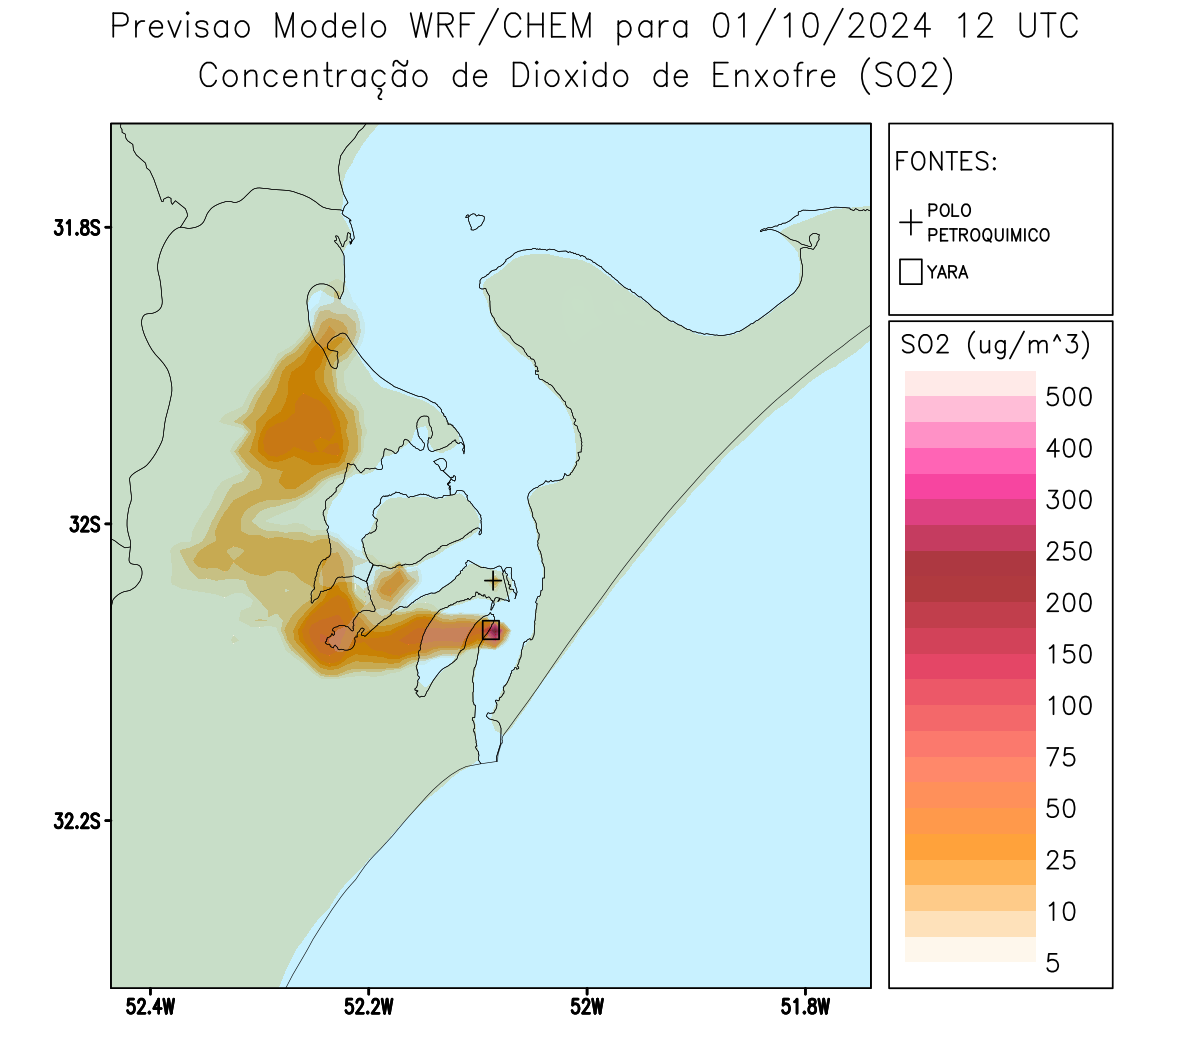 Previsao Modelo WRF/CHEM para 01/10/2024 12 UTC
Concentração de Dioxido de Enxofre (SO2)
FONTES:
POLO
PETROQUIMICO
YARA
SO2 (ug/m^3)
500
400
300
250
200
150
100
75
50
25
10
5
31.8S
32S
32.2S
52.4W
52.2W
52W
51.8W